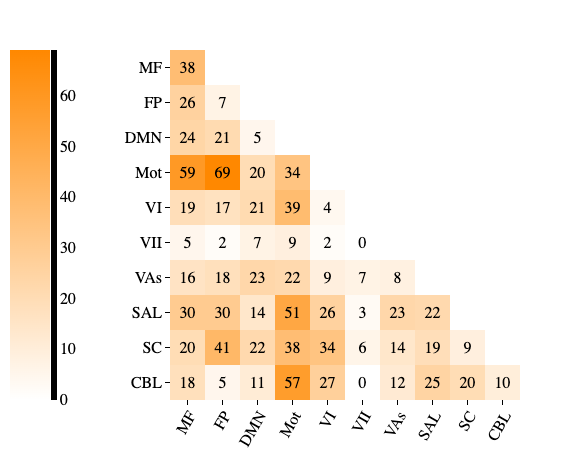 MF 38
FP 26 7
DMN 24 21 5
Mot 59 69 20 34
VI 19 17 21 39 4
VII 5 2 7 9 2 0
VAs 16 18 23 22 9 7 8
SAL 30 30 14 51 26 3 23 22
SC 20 41 22 38 34 6 14 19 9
CBL 18 5 11 57 27 0 12 25 20 10
MF FP DMN Mot VI VII VAs SAL SC CBL
60
50
40
30
20
10
0